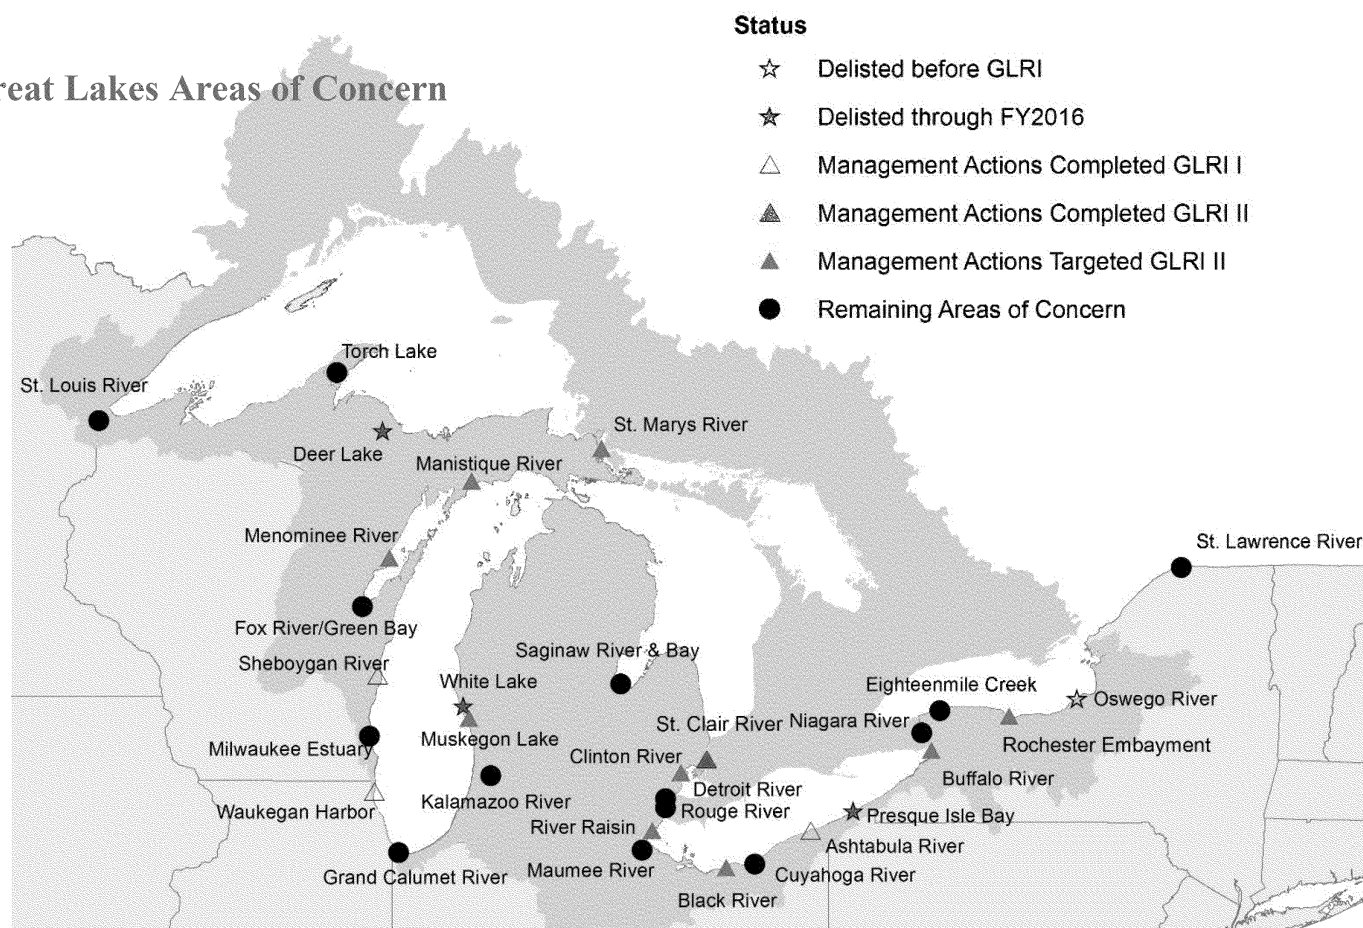 Status
Delisted before GLRI
reat Lakes Areas of Concern
Delisted through FY2016
Management Actions Completed GLRI I
Management Actions Completed GLRI II
Management Actions Targeted GLRI II
Remaining Areas of Concern
Torch Lake
St. Louis River
St. Marys River
Deer Lake
Manistique River
Menominee River
St. Lawrence River
Fox River/Green Bay
Saginaw River & Bay
Sheboygan River
White Lake
Eighteenmile Creek
Oswego River
St. Clair River
Niagara River
Muskegon Lake
Milwaukee Estuary
Rochester Embayment
Clinton River
Buffalo River
Detroit River
Kalamazoo River
Waukegan Harbor
Rouge River
Presque Isle Bay
River Raisin
Ashtabula River
Maumee River
Cuyahoga River
Grand Calumet River
Black River